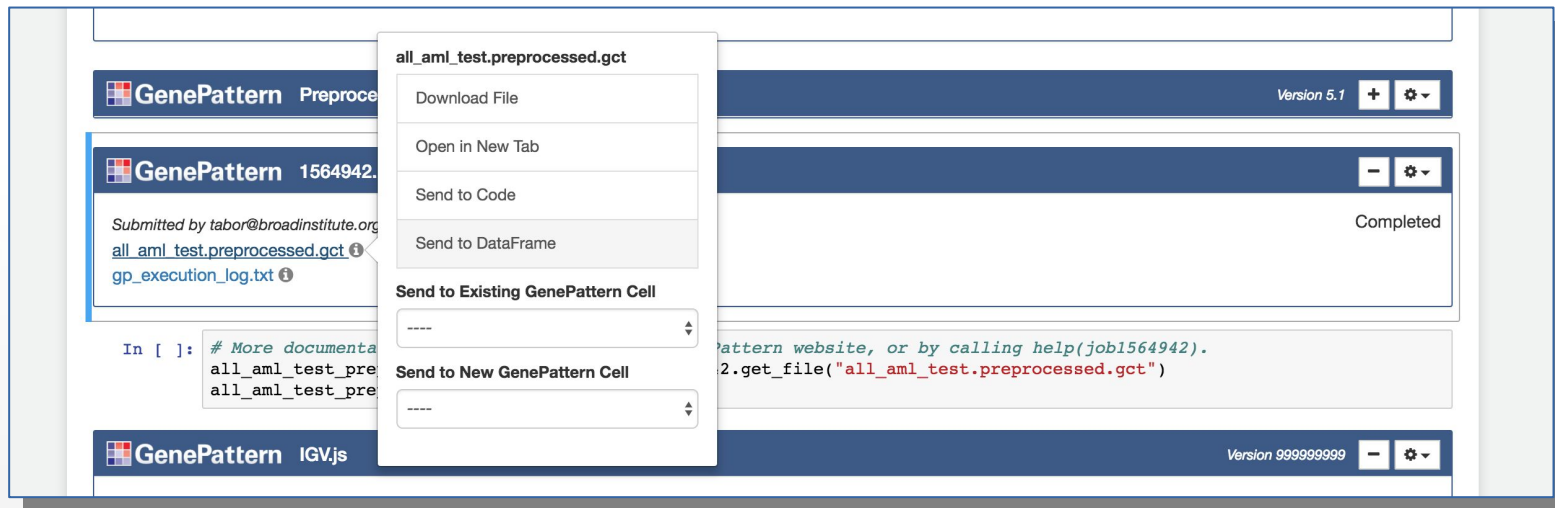 GenePattern Preproce
Version 5.1
all_aml_test.preprocessed.gct
Download File
Open in New Tab
Send to Code
Send to DataFrame
Send to Existing GenePattern Cell
----
Send to New GenePattern Cell
----
GenePattern 1564942.
Submitted by tabor@broadinstitute.org
Completed
all_aml_test.preprocessed.gct
gp_execution_log.txt
In [ ]: # More documenta Pattern website, or by calling help(job1564942).
all_aml_test_pre 2.get_file("all_aml_test.preprocessed.gct")
all_aml_test_pre
GenePattern IGV.js
Version 999999999